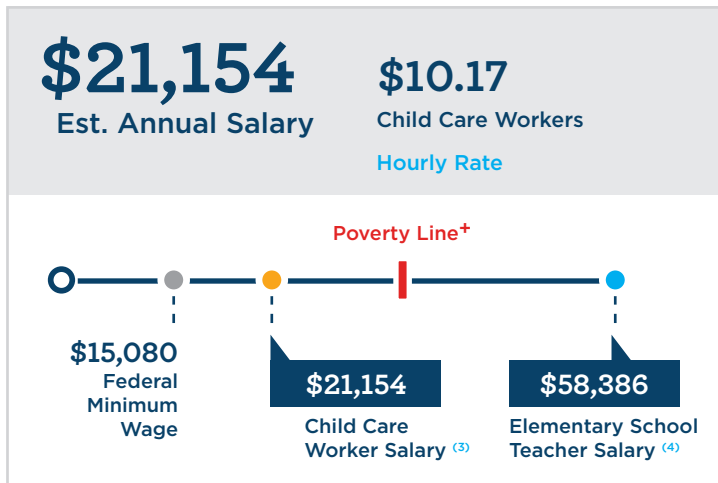 $21,154
Est. Annual Salary
$10.17
Child Care Workers
Hourly Rate
Poverty Line+
$15,080
Federal
Minimum
Wage
$21,154
Child Care
Worker Salary (3)
$58,386
Elementary School
Teacher Salary (4)